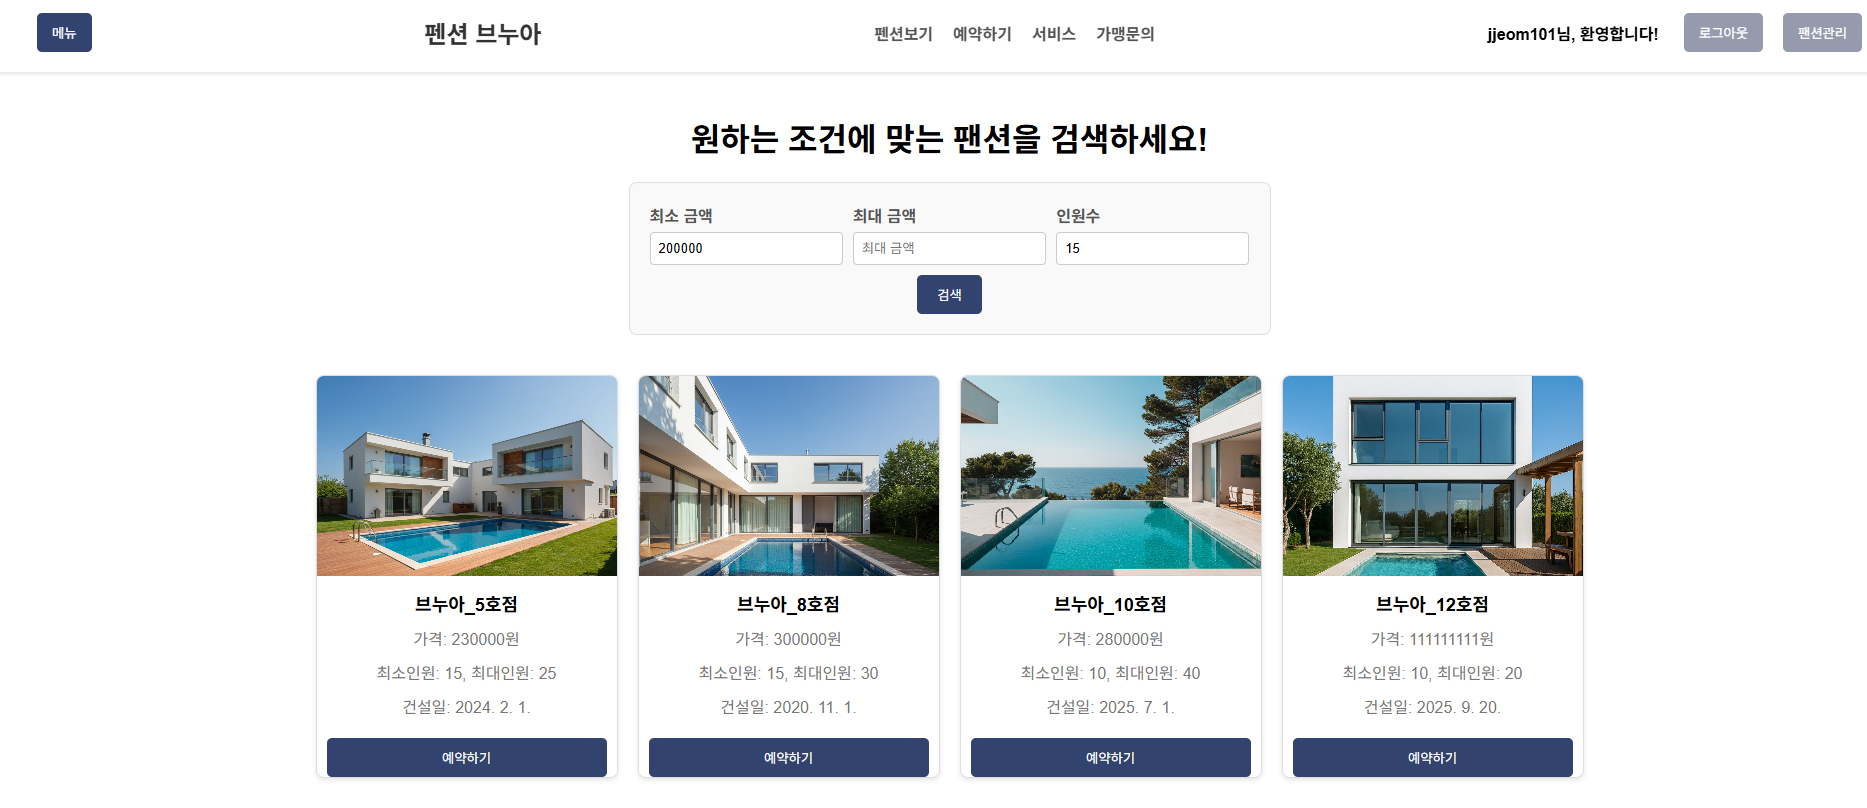 메뉴
펜션 브누아
펜션보기 예약하기 서비스 가맹문의
jjeom101님, 환영합니다!
로그아웃
팬션관리
원하는 조건에 맞는 팬션을 검색하세요!
최소 금액 최대 금액 인원수
200000 최대 금액 15
검색
브누아_5호점
가격: 230000원
최소인원: 15, 최대인원: 25
건설일: 2024. 2. 1.
예약하기
브누아_8호점
가격: 300000원
최소인원: 15, 최대인원: 30
건설일: 2020. 11. 1.
예약하기
브누아_10호점
가격: 280000원
최소인원: 10, 최대인원: 40
건설일: 2025. 7. 1.
예약하기
브누아_12호점
가격: 111111111원
최소인원: 10, 최대인원: 20
건설일: 2025. 9. 20.
예약하기